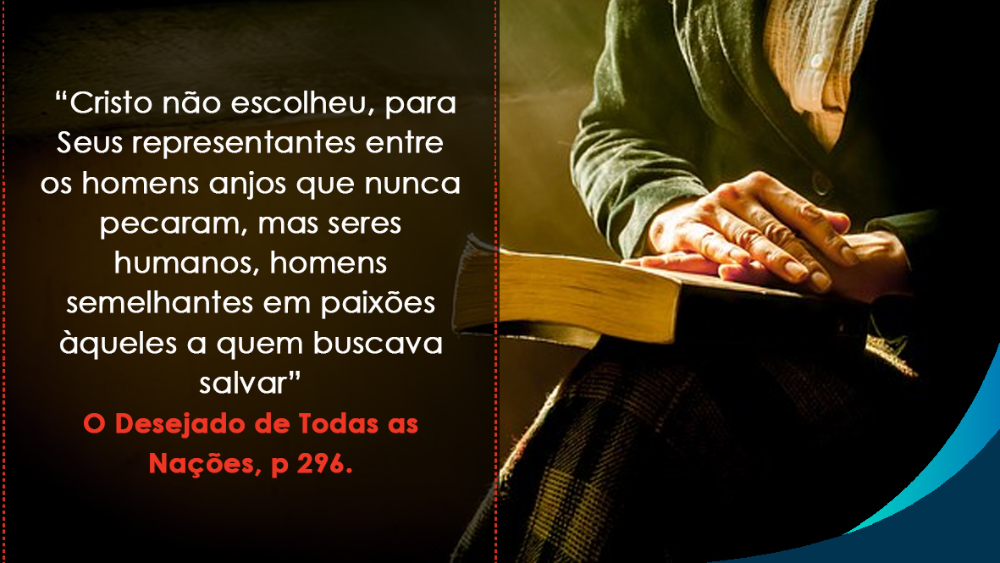 “Cristo não escolheu, para
Seus representantes entre
os homens anjos que nunca
pecaram, mas seres
humanos, homens
semelhantes em paixões
àqueles a quem buscava
salvar”
O Desejado de Todas as
Nações, p 296.